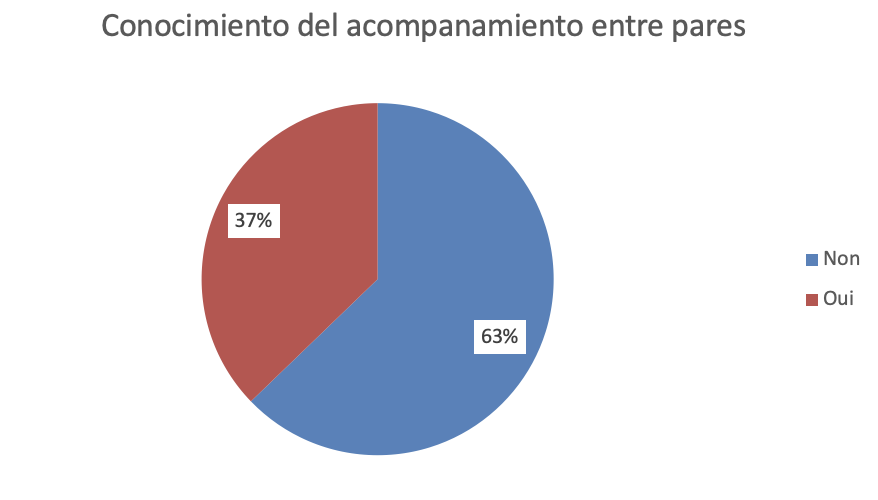 Conocimiento del acompanamiento entre pares
37%
63%
Non
Oui